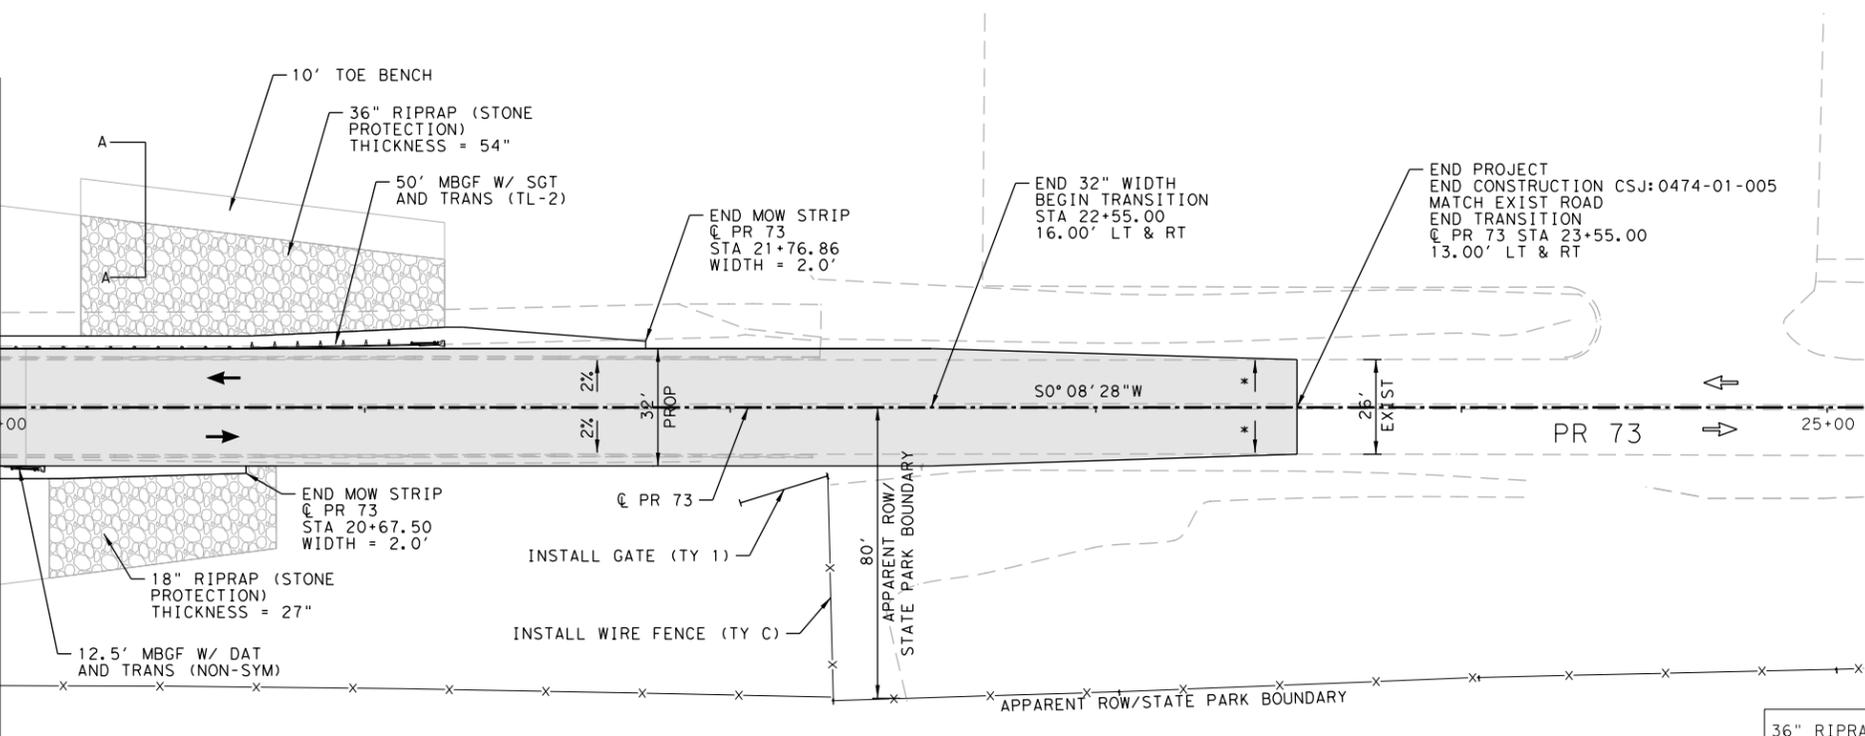 10' TOE BENCH
36" RIPRAP (STONE
PROTECTION)
THICKNESS = 54"
A
A
50' MBGF W/ SGT
AND TRANS (TL-2)
END MOW STRIP
℄ PR 73
STA 21+76.86
WIDTH = 2.0'
END 32" WIDTH
BEGIN TRANSITION
STA 22+55.00
16.00' LT & RT
END PROJECT
END CONSTRUCTION CSJ:0474-01-005
MATCH EXIST ROAD
END TRANSITION
℄ PR 73 STA 23+55.00
13.00' LT & RT
2%
2%
32'
PROP
S0°08'28"W
*
*
26'
EXIST
+00
25+00
PR 73
END MOW STRIP
℄ PR 73
STA 20+67.50
WIDTH = 2.0'
℄ PR 73
INSTALL GATE (TY 1)
80'
APPARENT ROW/
STATE PARK BOUNDARY
18" RIPRAP (STONE
PROTECTION)
THICKNESS = 27"
INSTALL WIRE FENCE (TY C)
12.5' MBGF W/ DAT
AND TRANS (NON-SYM)
APPARENT ROW/STATE PARK BOUNDARY
36" RIPRA